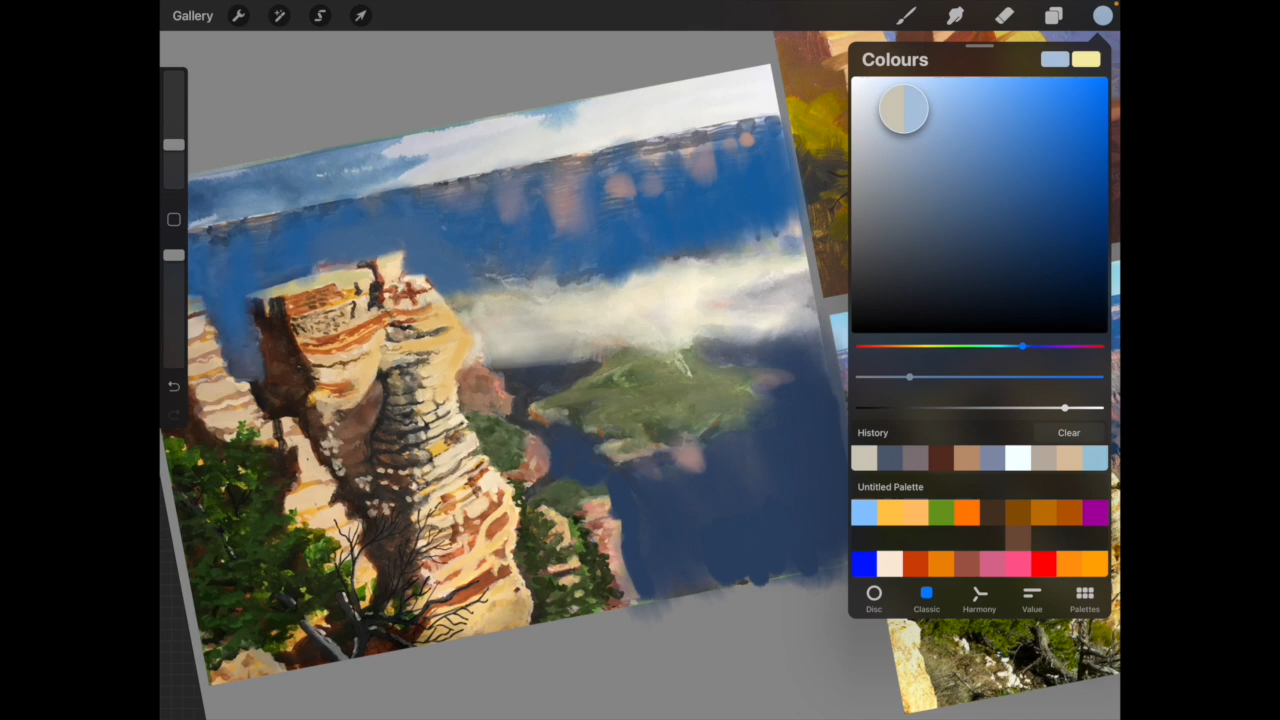 Gallery
Colours
History
Clear
Untitled Palette
Disc
Classic
Harmony
Value
Palettes